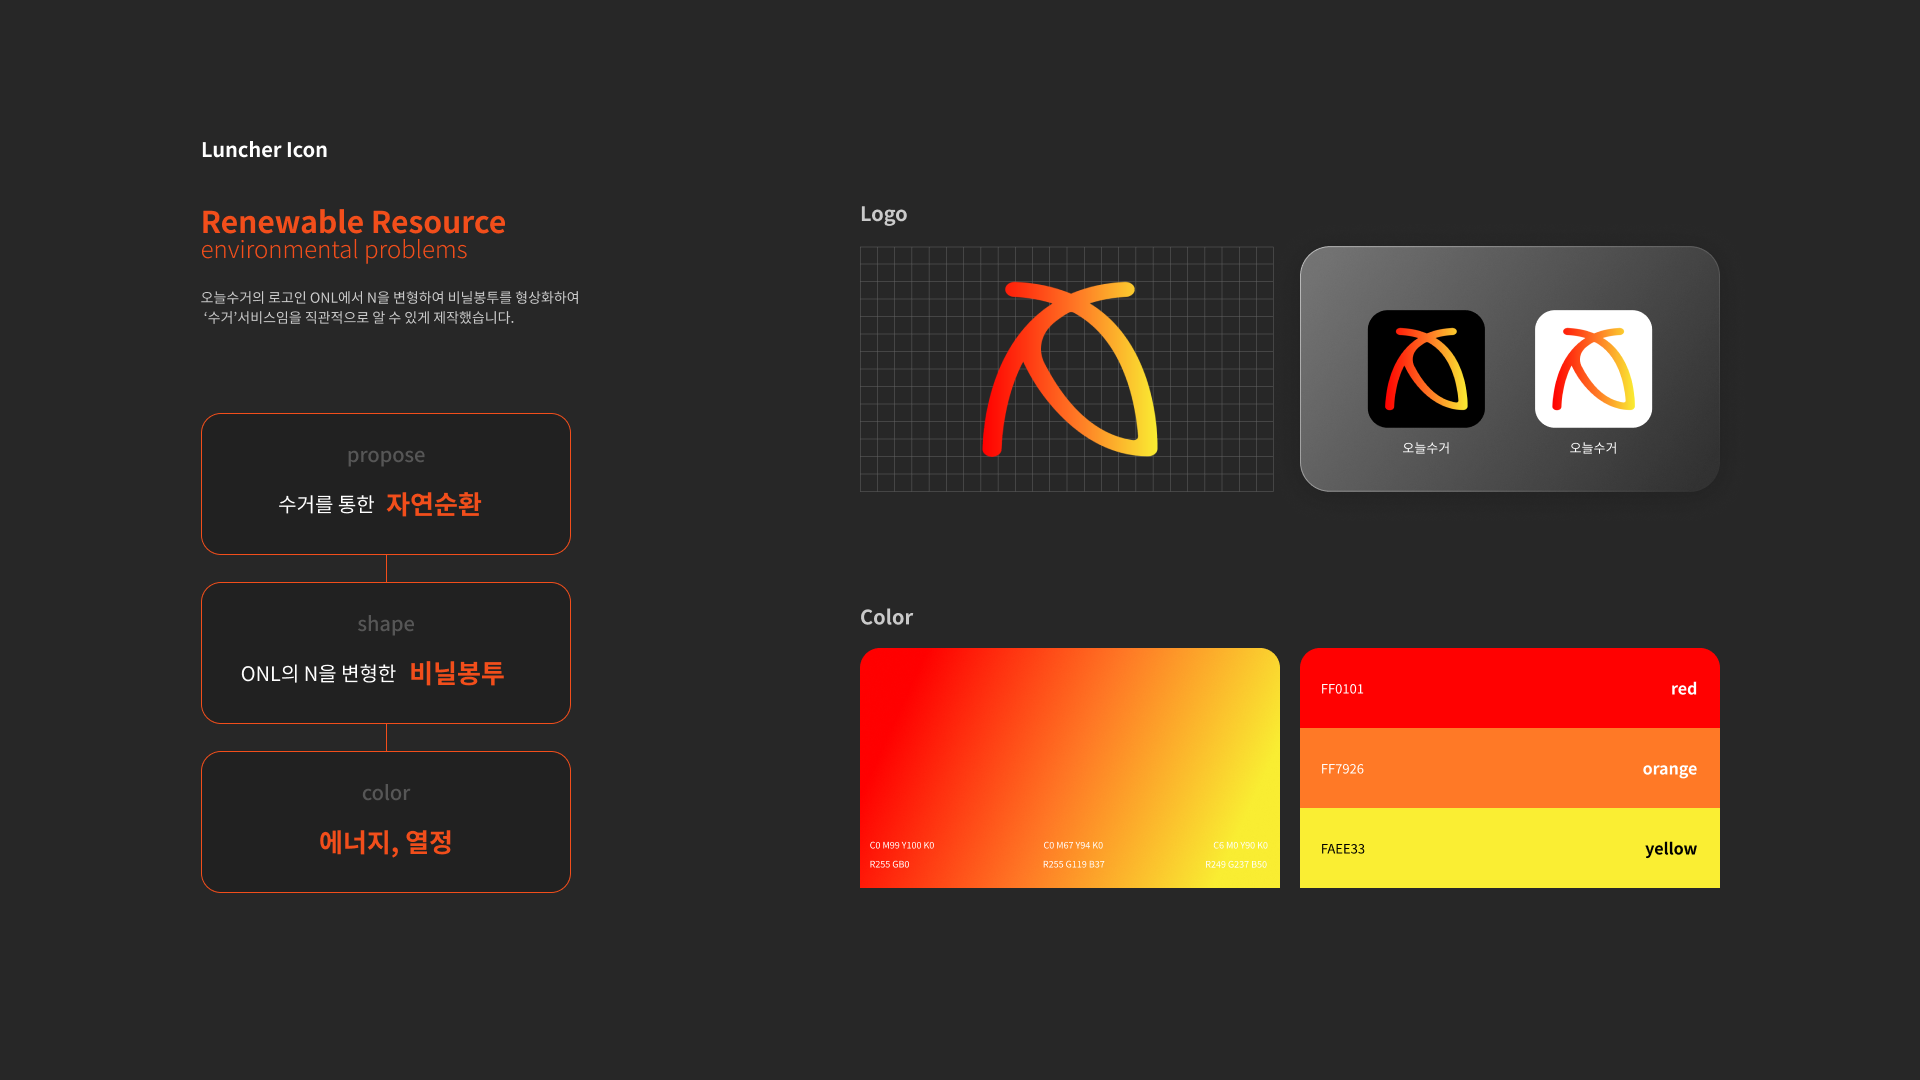 Luncher Icon
Renewable Resource
environmental problems
오늘수거의 로고인 ONL에서 N을 변형하여 비닐봉투를 형상화하여
‘수거’서비스임을 직관적으로 알 수 있게 제작했습니다.
propose
수거를 통한 자연순환
shape
ONL의 N을 변형한 비닐봉투
color
에너지, 열정
Logo
오늘수거
오늘수거
Color
C0 M99 Y100 K0
R255 GB0
C0 M67 Y94 K0
R255 G119 B37
C6 M0 Y90 K0
R249 G237 B50
FF0101
red
FF7926
orange
FAEE33
yellow